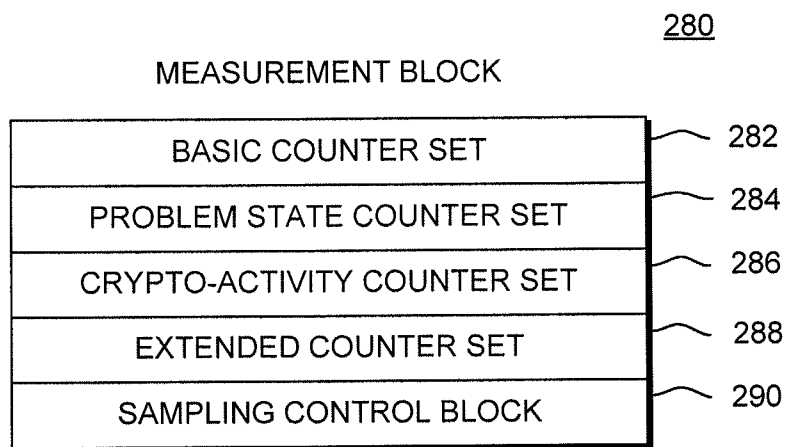 280
MEASUREMENT BLOCK
BASIC COUNTER SET 282
PROBLEM STATE COUNTER SET 284
CRYPTO-ACTIVITY COUNTER SET 286
EXTENDED COUNTER SET 288
SAMPLING CONTROL BLOCK 290